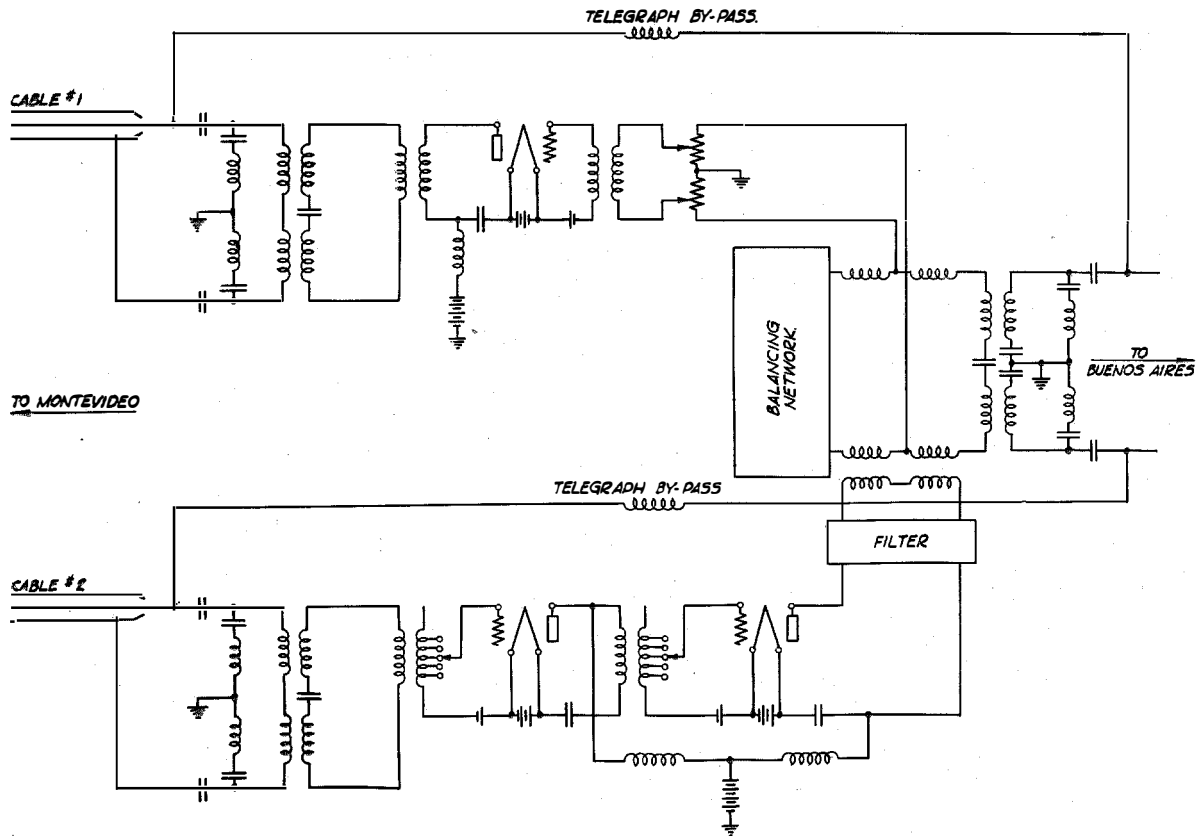 TELEGRAPH BY-PASS.
CABLE #1
BALANCING
NETWORK.
TO
BUENOS AIRES
TO MONTEVIDEO
TELEGRAPH BY-PASS
FILTER
CABLE #2